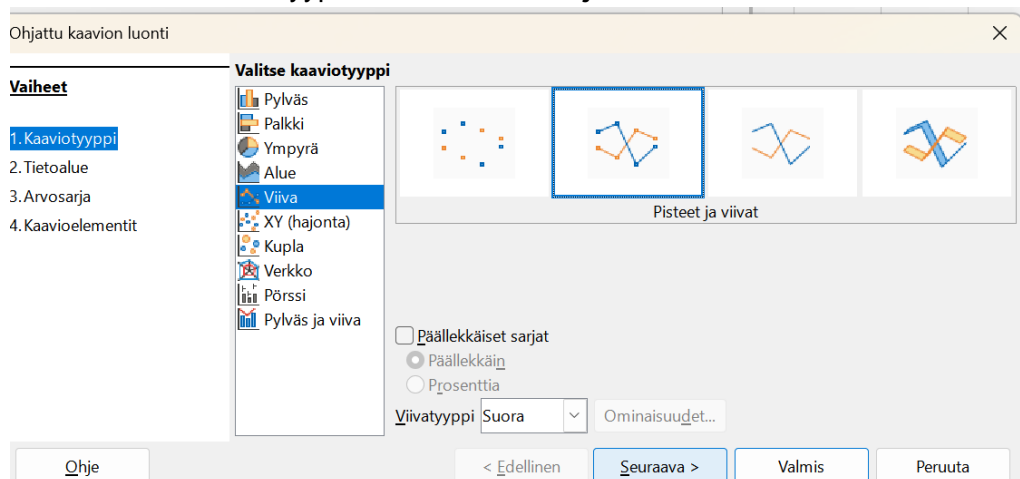 Ohjattu kaavion luonti
Vaiheet
1. Kaaviotyyppi
2. Tietoalue
3. Arvosarja
4. Kaavioelementit
Valitse kaaviotyyppi
Pylväs
Palkki
Ympyrä
Alue
Viiva
XY (hajonta)
Kupla
Verkko
Pörssi
Pylväs ja viiva
Pisteet ja viivat
Päällekkäiset sarjat
Päällekkäin
Prosenttia
Viivatyyppi Suora Ominaisuudet...
Ohje < Edellinen Seuraava > Valmis Peruuta